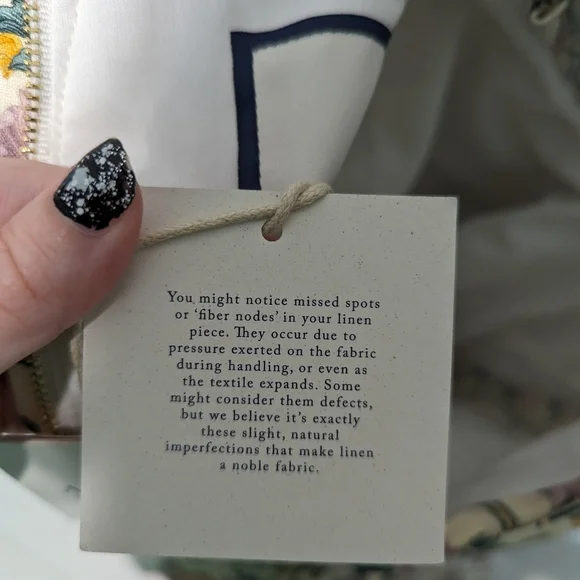 You might notice missed spots
or ‘fiber nodes’ in your linen
piece. They occur due to
pressure exerted on the fabric
during handling, or even as
the textile expands. Some
might consider them defects,
but we believe it’s exactly
these slight, natural
imperfections that make linen
a noble fabric.